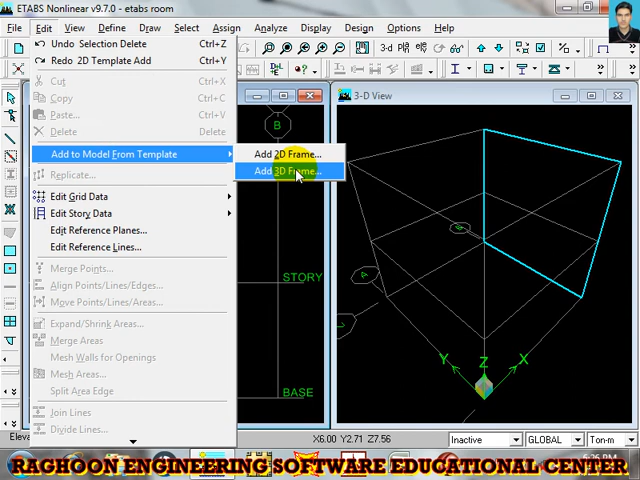 ETABS Nonlinear v9.7.0 - etabs room
File Edit View Define Draw Select Assign Analyze Display Design Options Help
Undo Selection Delete Ctrl+Z
Redo 2D Template Add Ctrl+Y
3-d
Cut Ctrl+X
Copy Ctrl+C
Paste... Ctrl+V
3-D View
B
Delete Delete
Add to Model From Template
Add 2D Frame...
Add 3D Frame...
Replicate...
Edit Grid Data
Edit Story Data
Edit Reference Planes...
Edit Reference Lines...
Merge Points...
STORY
A
Align Points/Lines/Edges...
Move Points/Lines/Areas...
Expand/Shrink Areas...
Merge Areas
Mesh Walls for Openings
Y Z X
Mesh Areas...
Split Area Edge
BASE
Join Lines
Divide Lines...
X6.00 Y2.71 Z7.56
Inactive
GLOBAL
Ton-m
RAGHOON ENGINEERING SOFTWARE EDUCATIONAL CENTER